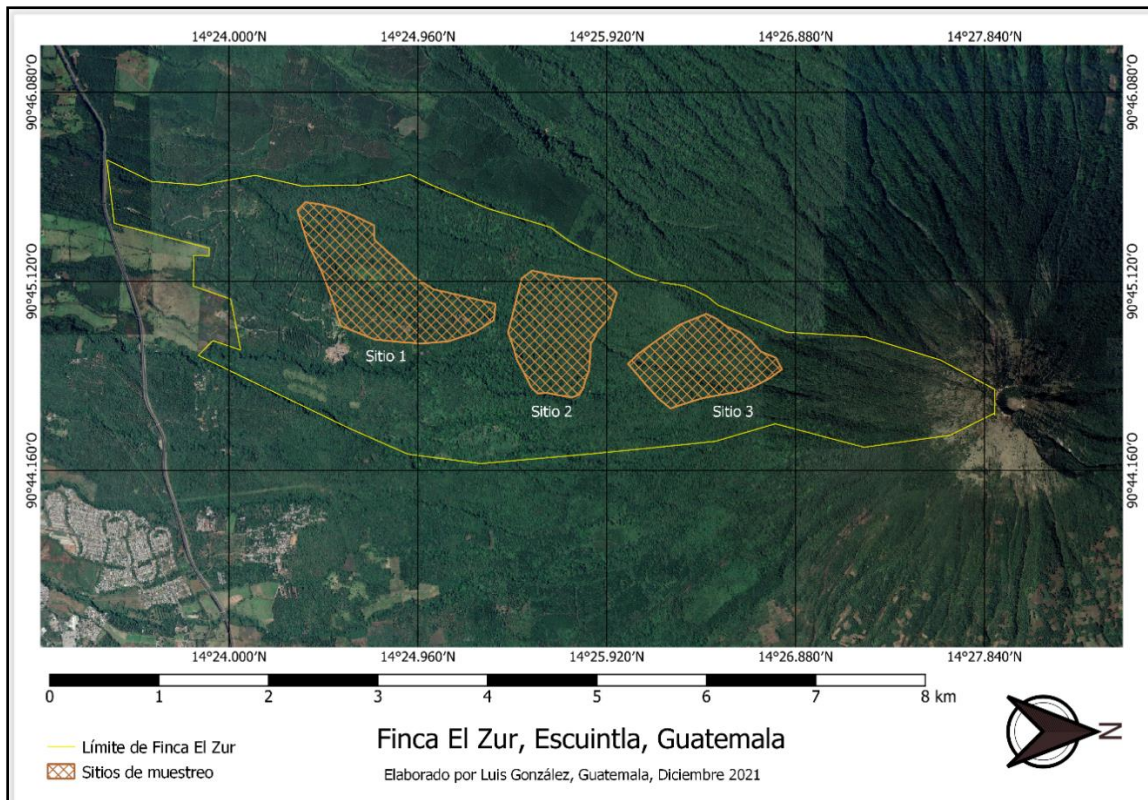 14°24.000'N 14°24.960'N 14°25.920'N 14°26.880'N 14°27.840'N
90°46.080'O 90°46.080'O
90°45.120'O 90°45.120'O
Sitio 1
Sitio 2 Sitio 3
90°44.160'O 90°44.160'O
14°24.000'N 14°24.960'N 14°25.920'N 14°26.880'N 14°27.840'N
0 1 2 3 4 5 6 7 8 km
Límite de Finca El Zur
Sitios de muestreo
Finca El Zur, Escuintla, Guatemala
Elaborado por Luis González, Guatemala, Diciembre 2021
N